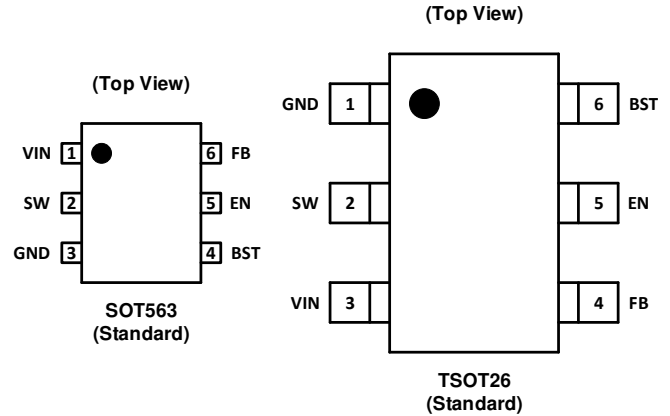 (Top View)
VIN 1 6 FB
SW 2 5 EN
GND 3 4 BST
SOT563
(Standard)
(Top View)
GND 1 6 BST
SW 2 5 EN
VIN 3 4 FB
TSOT26
(Standard)